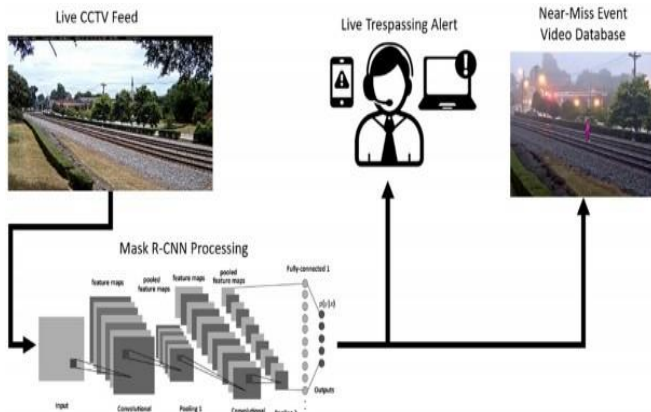 Live CCTV Feed
Live Trespassing Alert
Near-Miss Event
Video Database
Mask R-CNN Processing
feature maps
pooled
feature maps
feature maps
pooled
feature maps
Fully-connected 1
Outputs
Input
Convolutional
Pooling 1
Convolutional